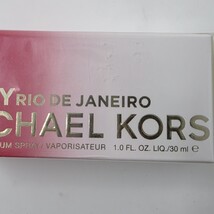 Y RIO DE JANEIRO
CHAEL KORS
UM SPRAY VAPORISATEUR 1.0 FL. OZ. LIQ./30 ml ℮